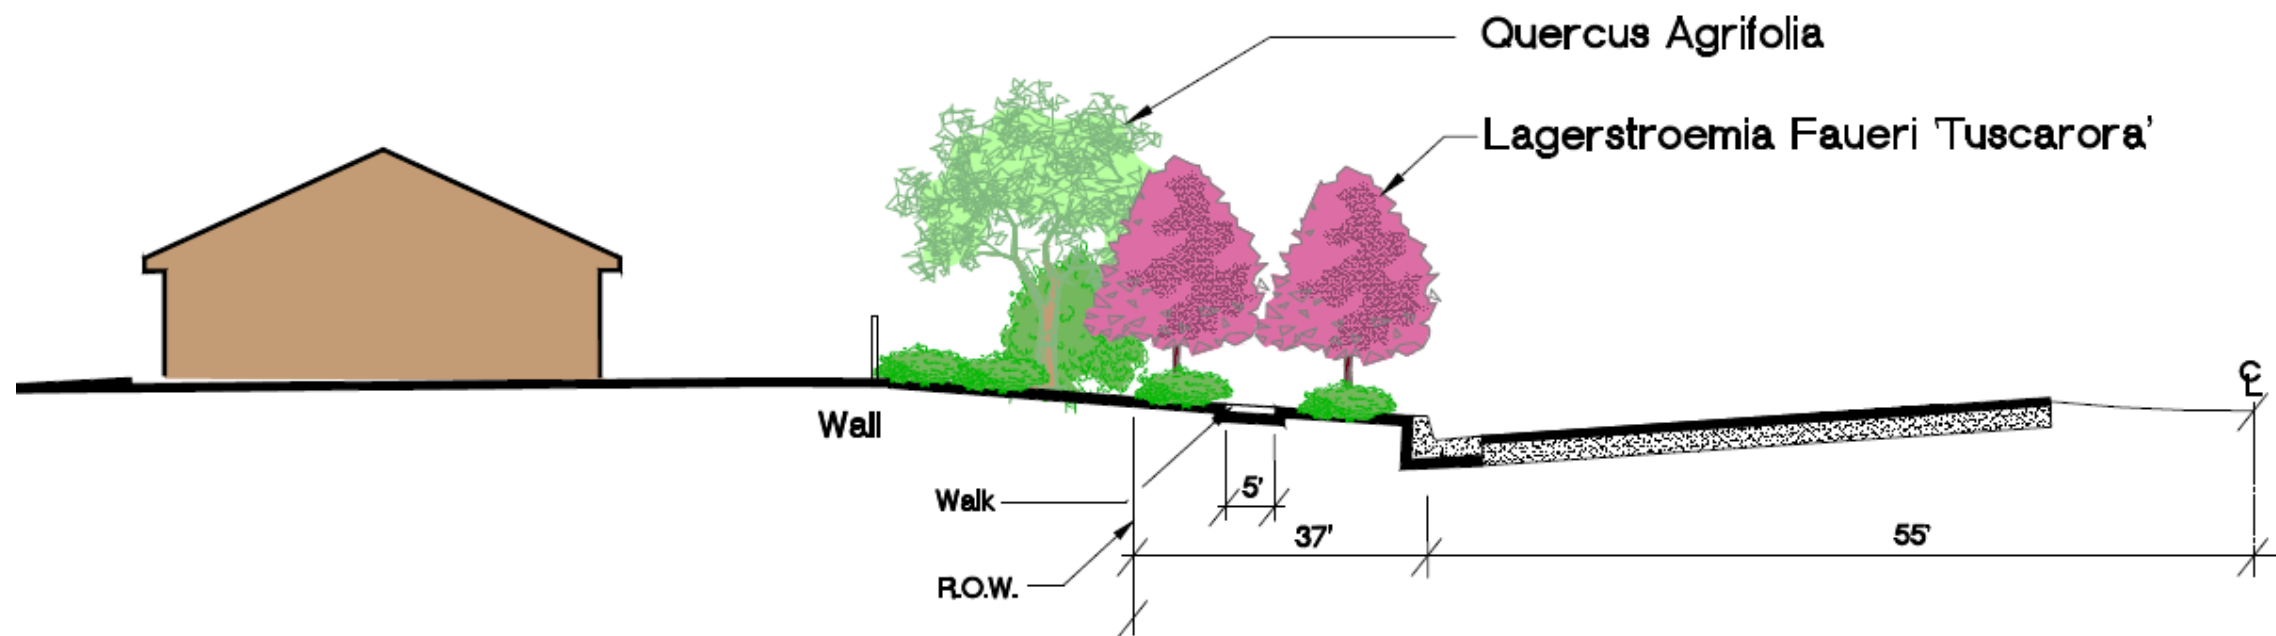 Quercus Agrifolia
Lagerstroemia Faueri 'Tuscarora'
℄
Wall
Walk
5'
37'
55'
R.O.W.